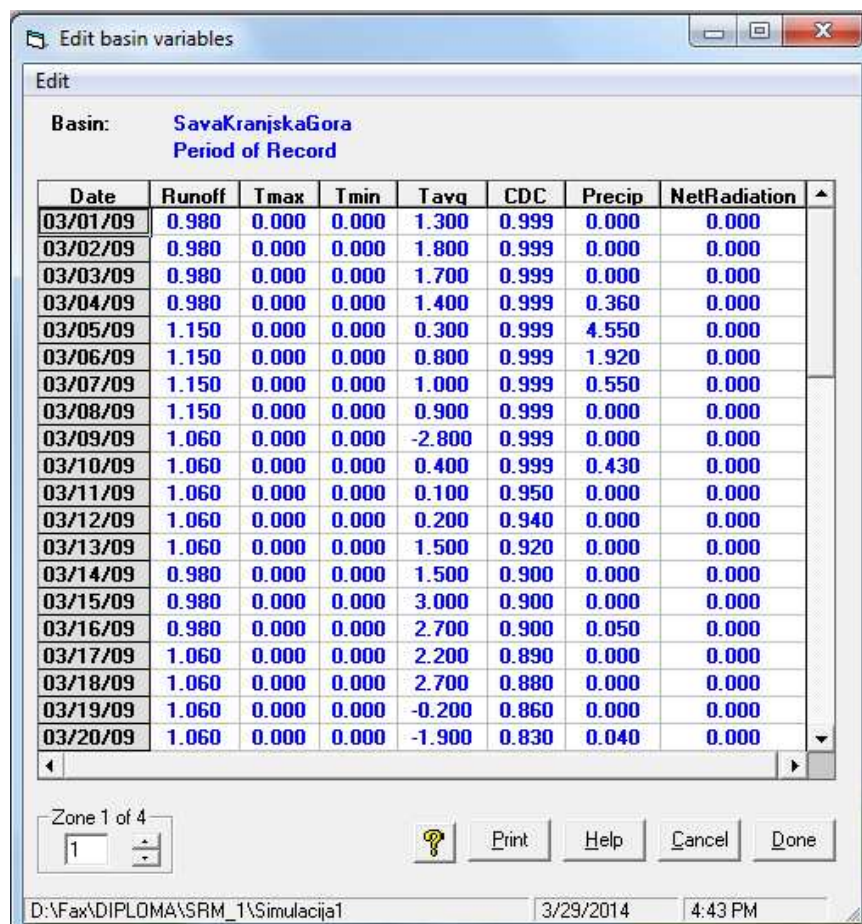 Edit basin variables
Edit
Basin: SavaKranjskaGora
Period of Record
Date Runoff Tmax Tmin Tavg CDC Precip NetRadiation
03/01/09 0.980 0.000 0.000 1.300 0.999 0.000 0.000
03/02/09 0.980 0.000 0.000 1.800 0.999 0.000 0.000
03/03/09 0.980 0.000 0.000 1.700 0.999 0.000 0.000
03/04/09 0.980 0.000 0.000 1.400 0.999 0.360 0.000
03/05/09 1.150 0.000 0.000 0.300 0.999 4.550 0.000
03/06/09 1.150 0.000 0.000 0.800 0.999 1.920 0.000
03/07/09 1.150 0.000 0.000 1.000 0.999 0.550 0.000
03/08/09 1.150 0.000 0.000 0.900 0.999 0.000 0.000
03/09/09 1.060 0.000 0.000 -2.800 0.999 0.000 0.000
03/10/09 1.060 0.000 0.000 0.400 0.999 0.430 0.000
03/11/09 1.060 0.000 0.000 0.100 0.950 0.000 0.000
03/12/09 1.060 0.000 0.000 0.200 0.940 0.000 0.000
03/13/09 1.060 0.000 0.000 1.500 0.920 0.000 0.000
03/14/09 0.980 0.000 0.000 1.500 0.900 0.000 0.000
03/15/09 0.980 0.000 0.000 3.000 0.900 0.000 0.000
03/16/09 0.980 0.000 0.000 2.700 0.900 0.050 0.000
03/17/09 1.060 0.000 0.000 2.200 0.890 0.000 0.000
03/18/09 1.060 0.000 0.000 2.700 0.880 0.000 0.000
03/19/09 1.060 0.000 0.000 -0.200 0.860 0.000 0.000
03/20/09 1.060 0.000 0.000 -1.900 0.830 0.040 0.000
Zone 1 of 4
1 ? Print Help Cancel Done
D:\Fax\DIPLOMA\SRM_1\Simulacija1 3/29/2014 4:43 PM